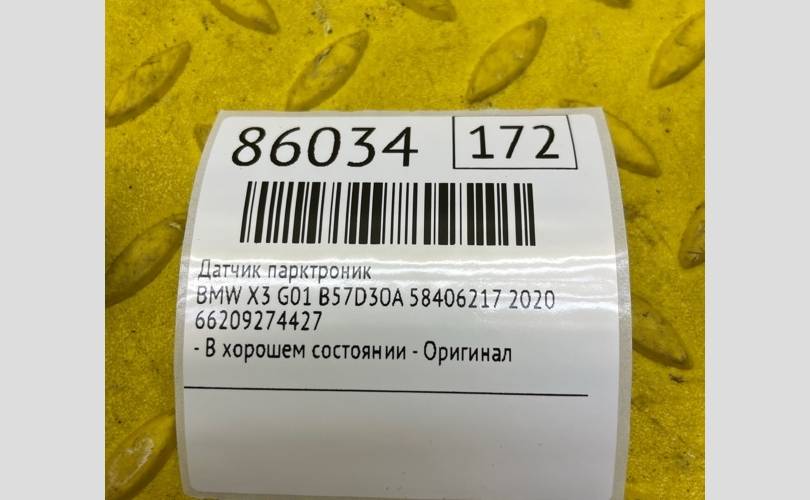 86034 172
Датчик парктроник
BMW X3 G01 B57D30A 58406217 2020
66209274427
- В хорошем состоянии - Оригинал